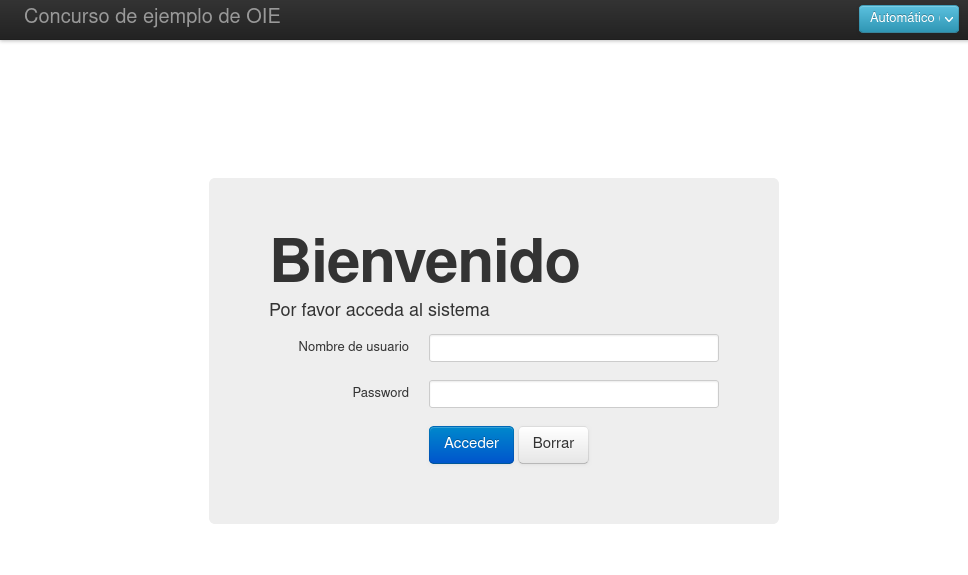 Concurso de ejemplo de OIE
Automático
Bienvenido
Por favor acceda al sistema
Nombre de usuario
Password
Acceder Borrar